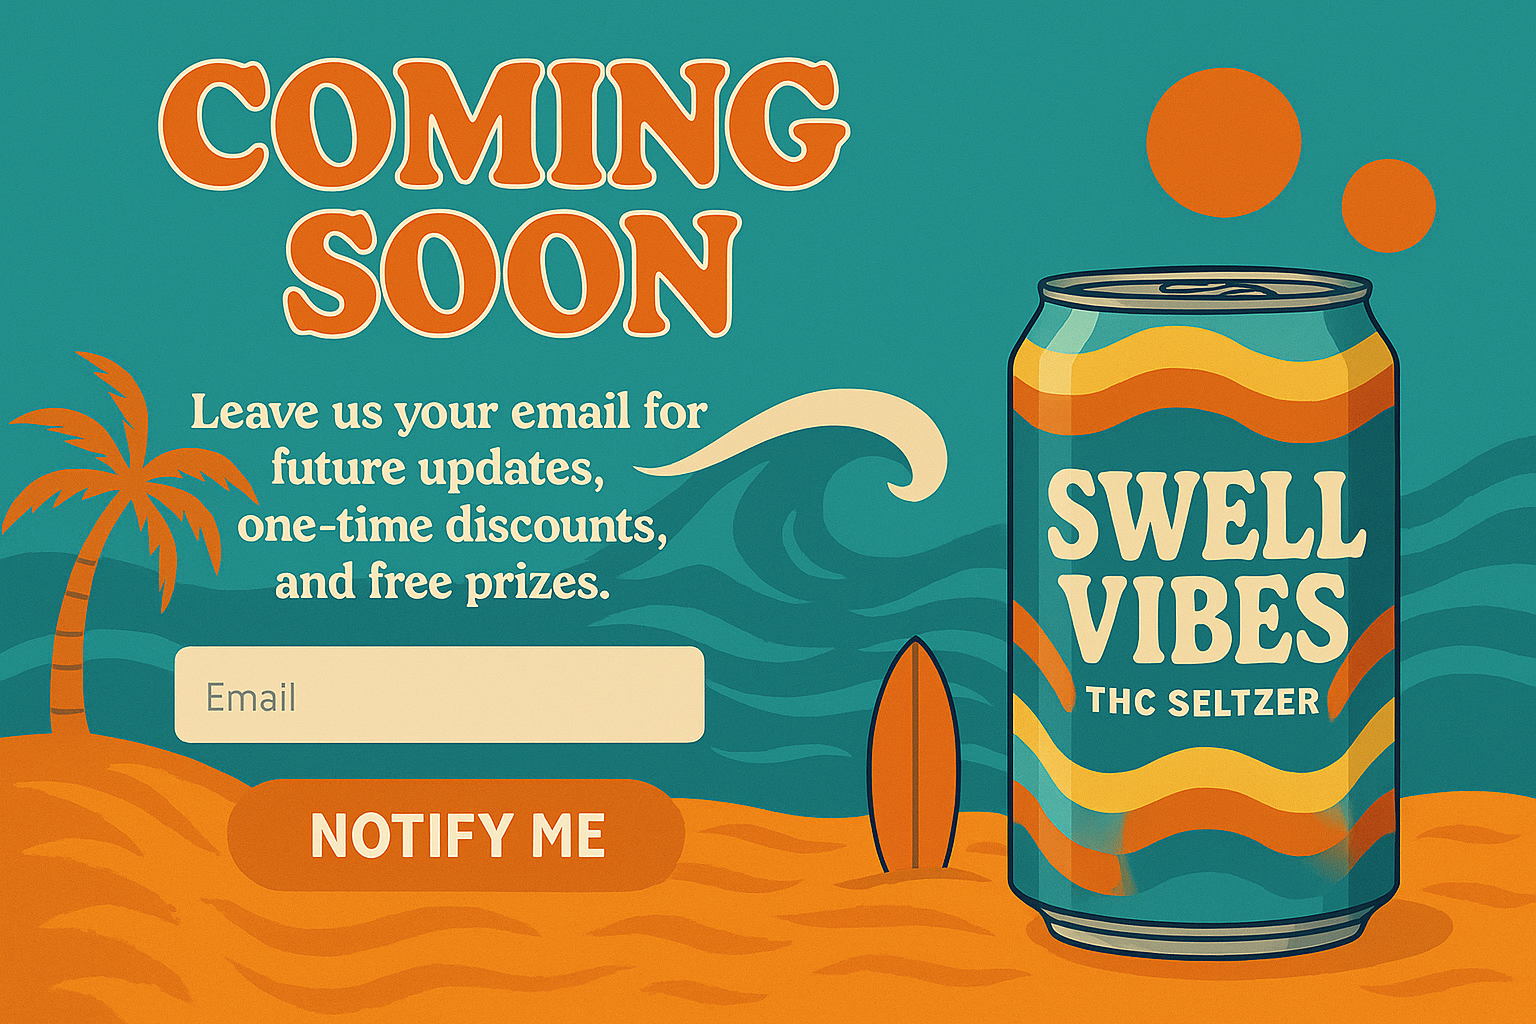 COMING
SOON
Leave us your email for
future updates,
one-time discounts,
and free prizes.
Email
NOTIFY ME
SWELL
VIBES
THC SELTZER